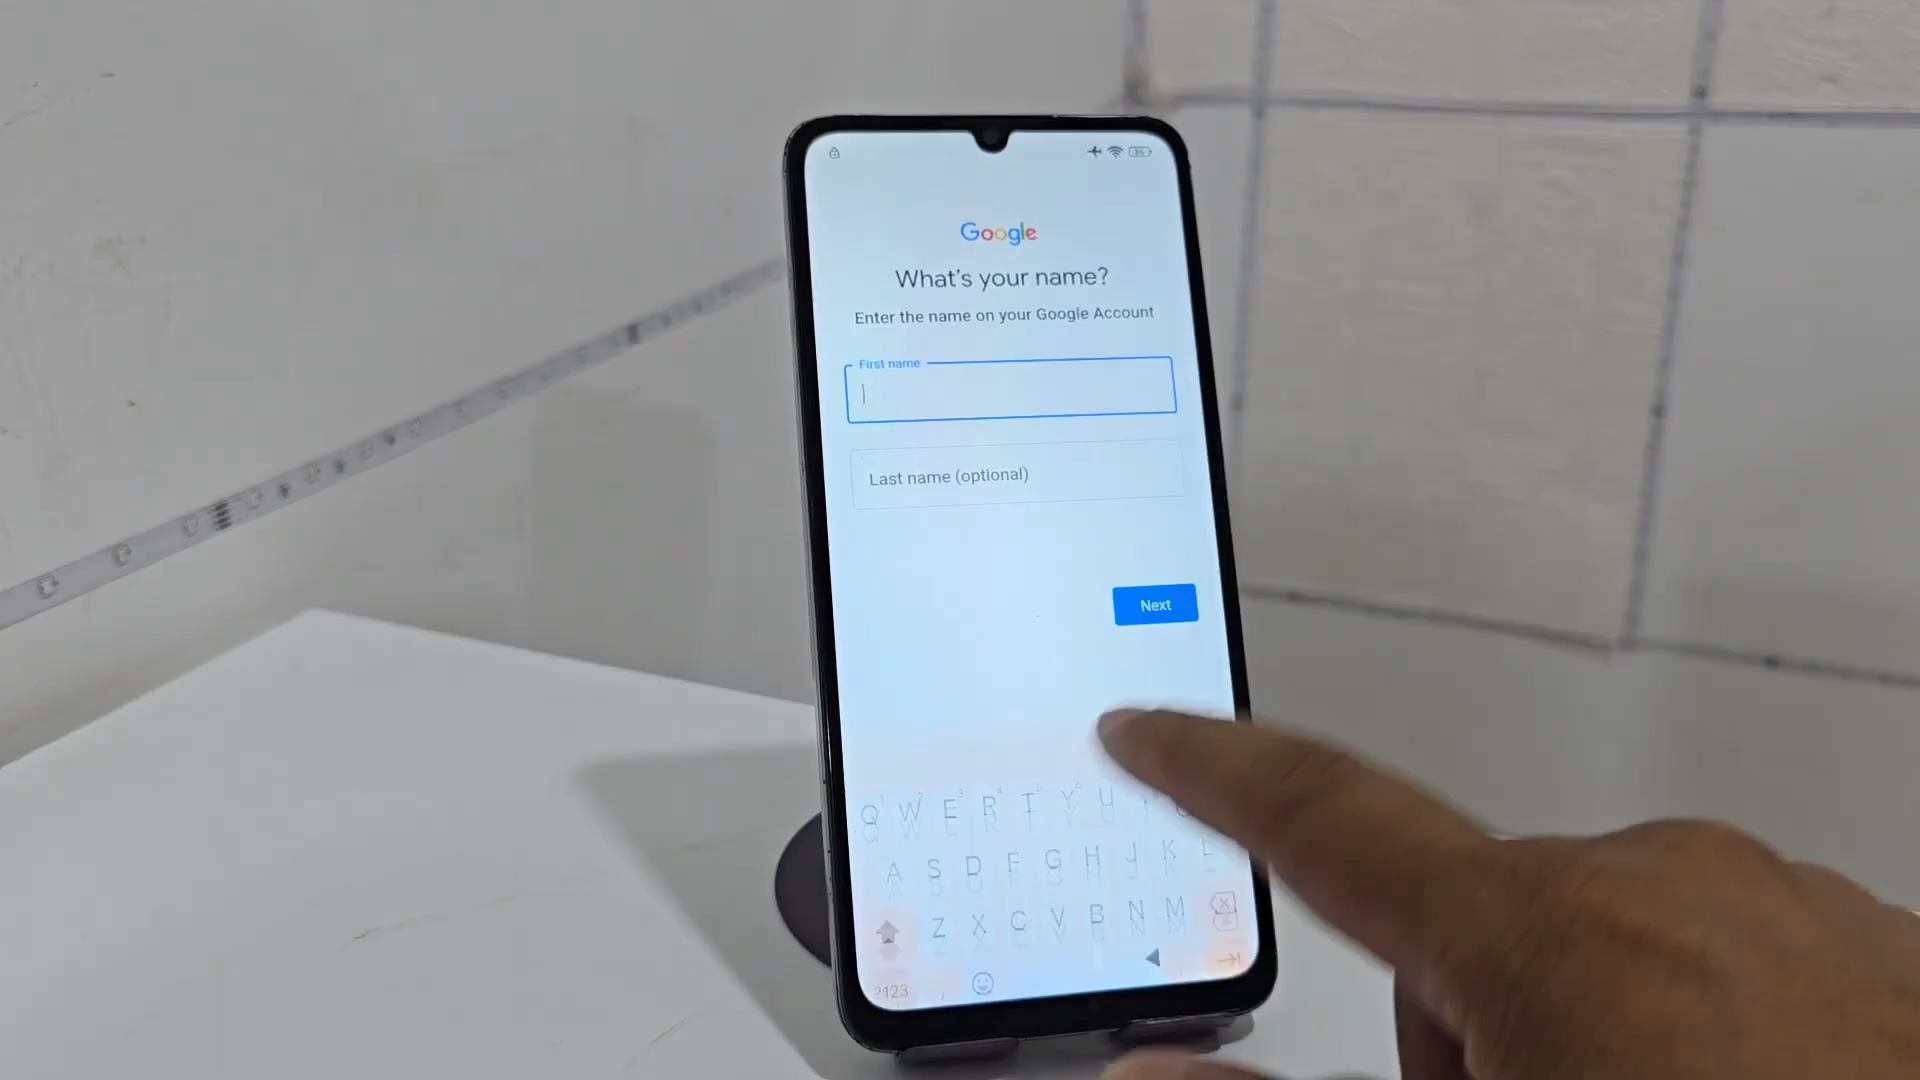 Google
What's your name?
Enter the name on your Google Account
First name
Last name (optional)
Next
Q W E R T Y U
A S D F G H J K L
Z X C V B N M
?123 ,